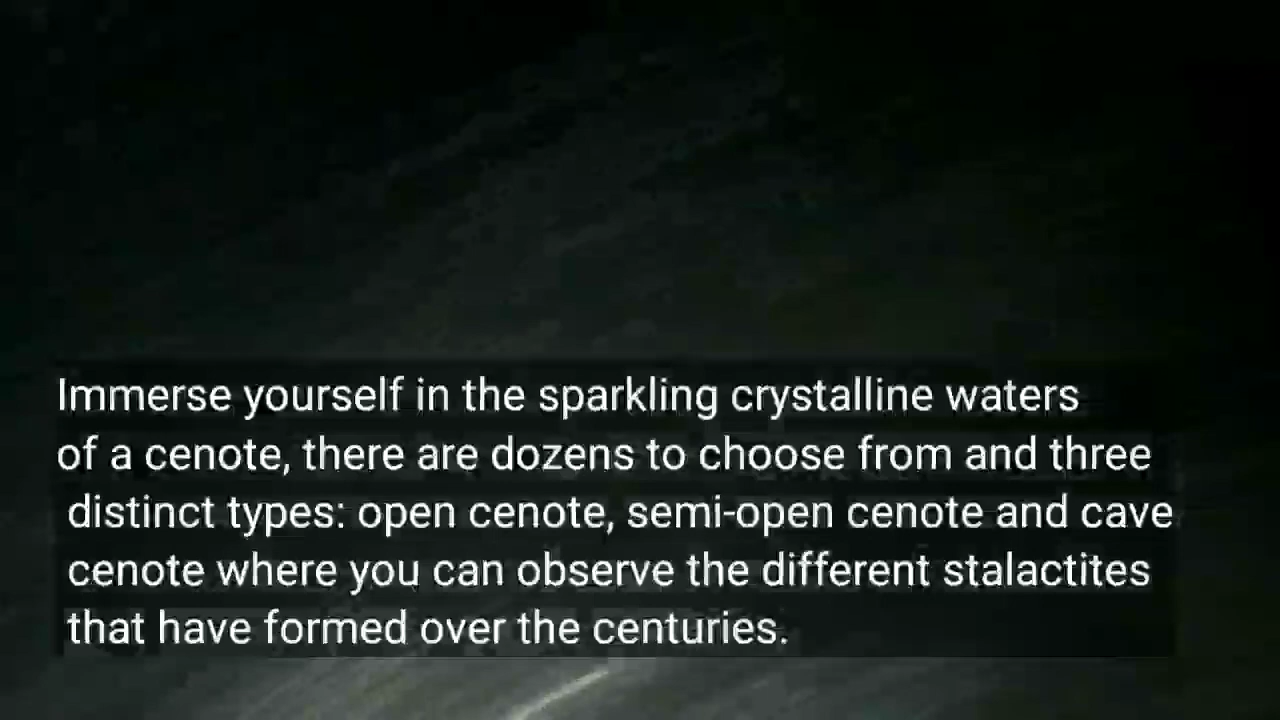 Immerse yourself in the sparkling crystalline waters
of a cenote, there are dozens to choose from and three
distinct types: open cenote, semi-open cenote and cave
cenote where you can observe the different stalactites
that have formed over the centuries.